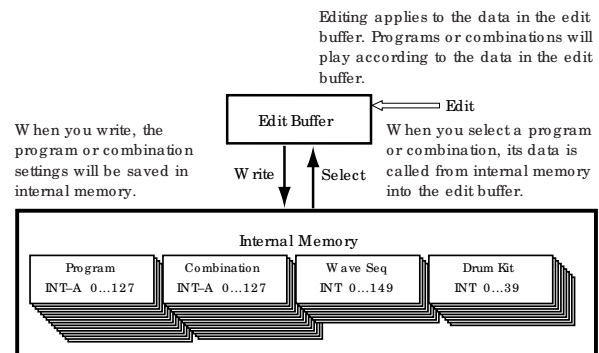 Editing applies to the data in the edit
buffer. Programs or combinations will
play according to the data in the edit
buffer.
Edit Buffer
Edit
When you write, the
program or combination
settings will be saved in
internal memory.
Write
Select
When you select a program
or combination, its data is
called from internal memory
into the edit buffer.
Internal Memory
Program
INT–A 0...127
Combination
INT–A 0...127
Wave Seq
INT 0...149
Drum Kit
INT 0...39